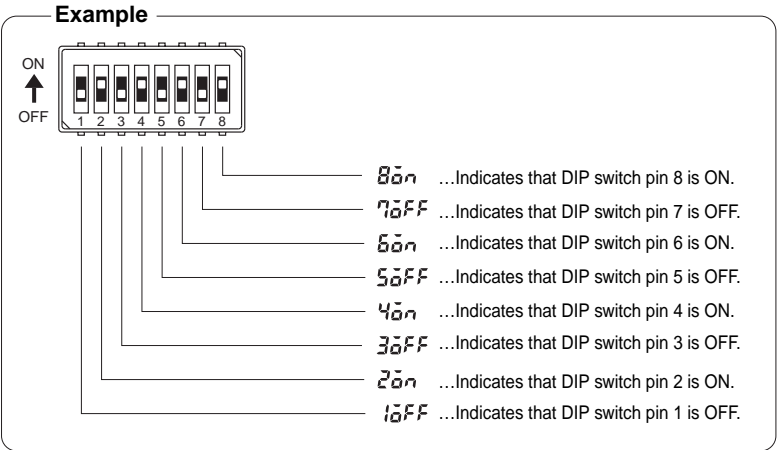 Example
ON
OFF
1 2 3 4 5 6 7 8
8on ...Indicates that DIP switch pin 8 is ON.
7oFF ...Indicates that DIP switch pin 7 is OFF.
6on ...Indicates that DIP switch pin 6 is ON.
5oFF ...Indicates that DIP switch pin 5 is OFF.
4on ...Indicates that DIP switch pin 4 is ON.
3oFF ...Indicates that DIP switch pin 3 is OFF.
2on ...Indicates that DIP switch pin 2 is ON.
1oFF ...Indicates that DIP switch pin 1 is OFF.